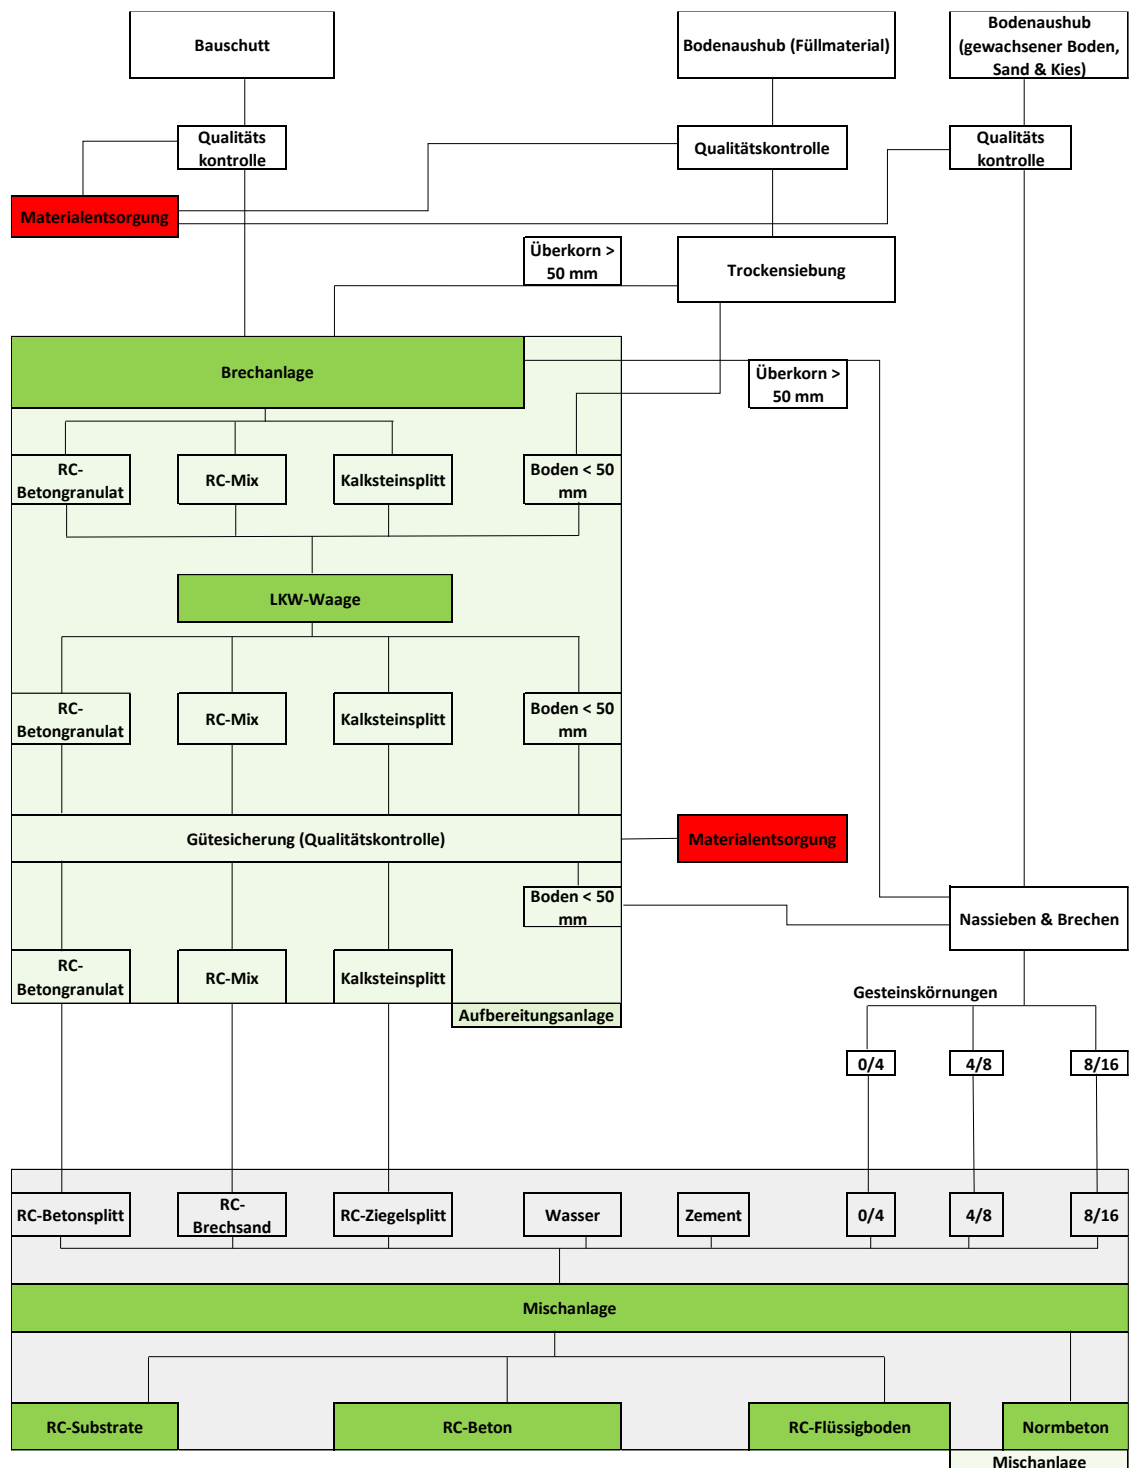 Bauschutt
Bodenaushub (Füllmaterial)
Bodenaushub
(gewachsener Boden,
Sand & Kies)
Qualitäts
kontrolle
Qualitätskontrolle
Qualitäts
kontrolle
Materialentsorgung
Überkorn >
50 mm
Trockensiebung
Brechanlage
Überkorn >
50 mm
RC-
Betongranulat
RC-Mix
Kalksteinsplitt
Boden < 50
mm
LKW-Waage
RC-
Betongranulat
RC-Mix
Kalksteinsplitt
Boden < 50
mm
Gütesicherung (Qualitätskontrolle)
Materialentsorgung
Boden < 50
mm
Nassieben & Brechen
RC-
Betongranulat
RC-Mix
Kalksteinsplitt
Aufbereitungsanlage
Gesteinskörnungen
0/4
4/8
8/16
RC-Betonsplitt
RC-
Brechsand
RC-Ziegelsplitt
Wasser
Zement
0/4
4/8
8/16
Mischanlage
RC-Substrate
RC-Beton
RC-Flüssigboden
Normbeton
Mischanlage